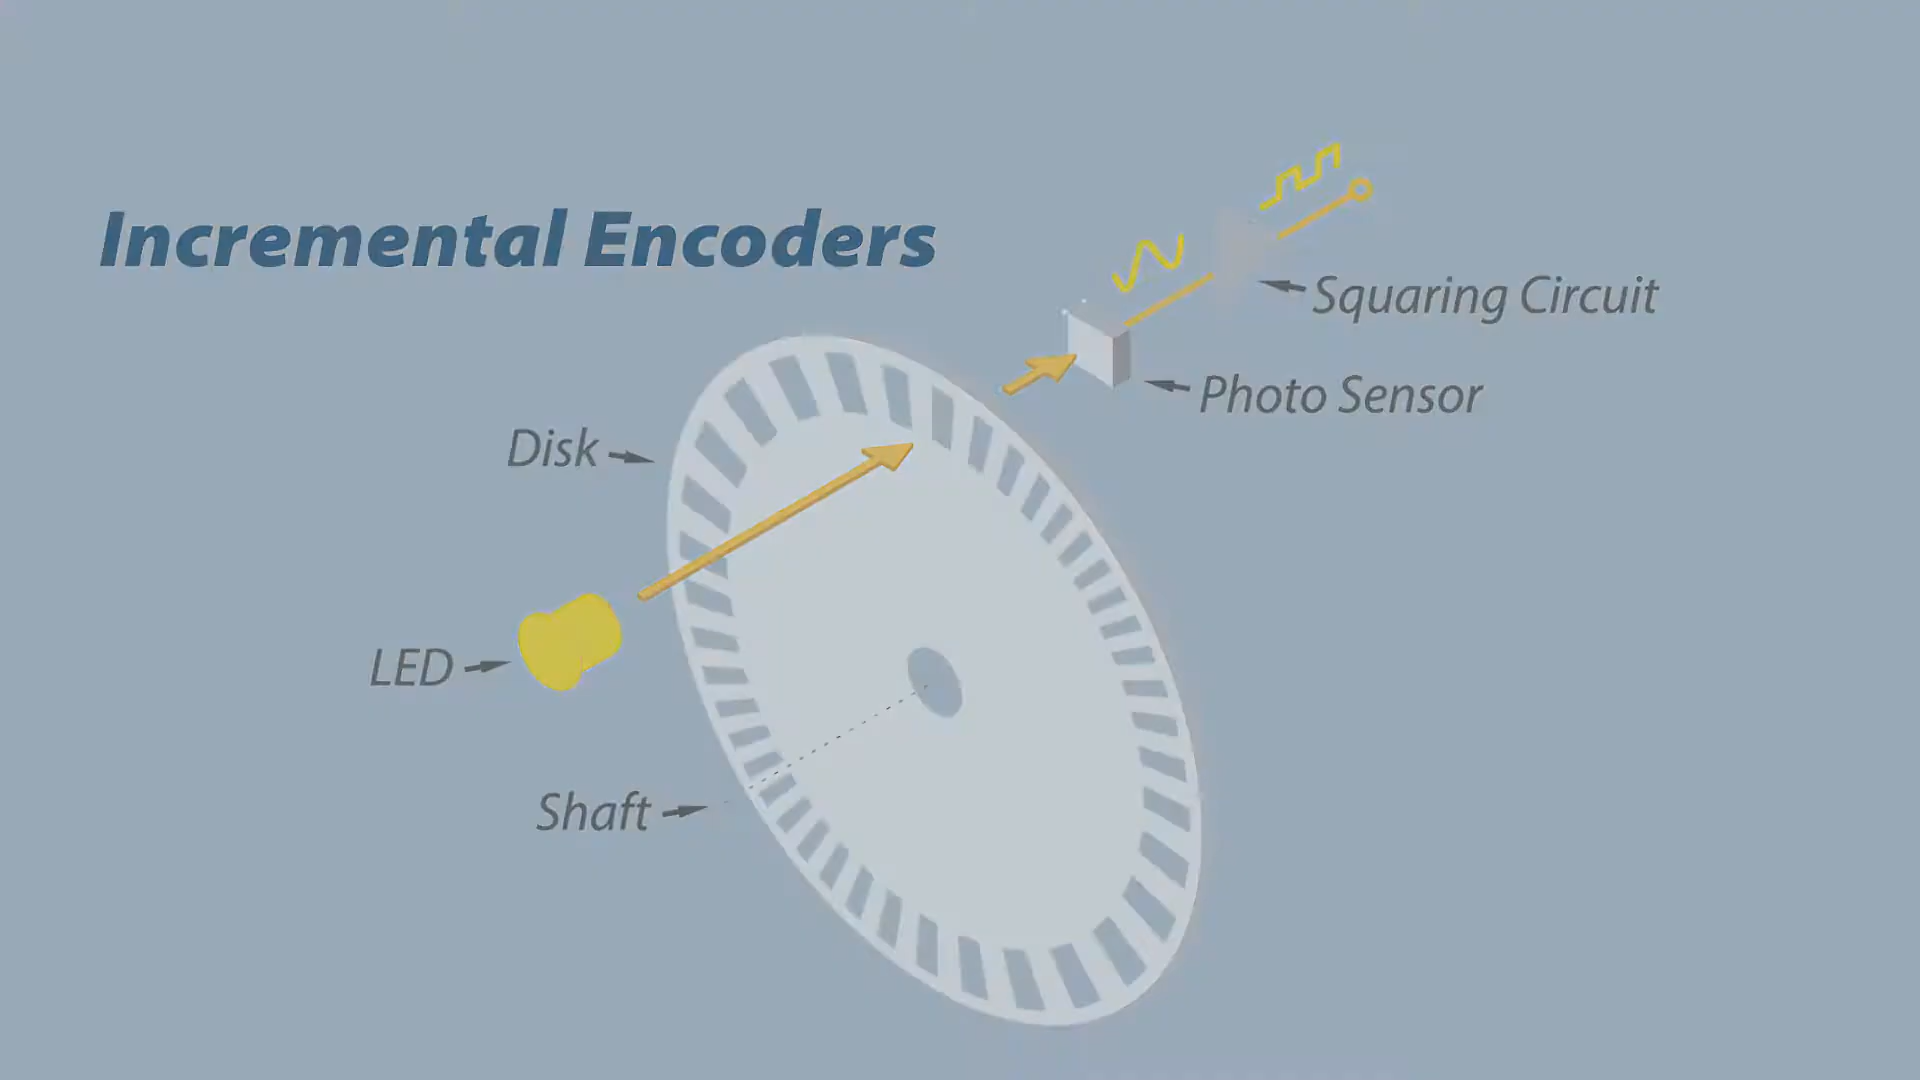 Incremental Encoders
Squaring Circuit
Photo Sensor
Disk
LED
Shaft